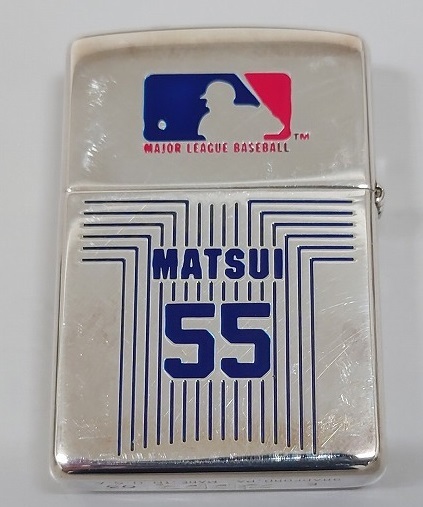 TM
MAJOR LEAGUE BASEBALL
MATSUI
55